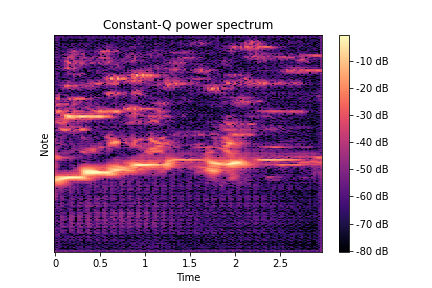 Constant-Q power spectrum
Note
-10 dB
-20 dB
-30 dB
-40 dB
-50 dB
-60 dB
-70 dB
-80 dB
0 0.5 1 1.5 2 2.5
Time